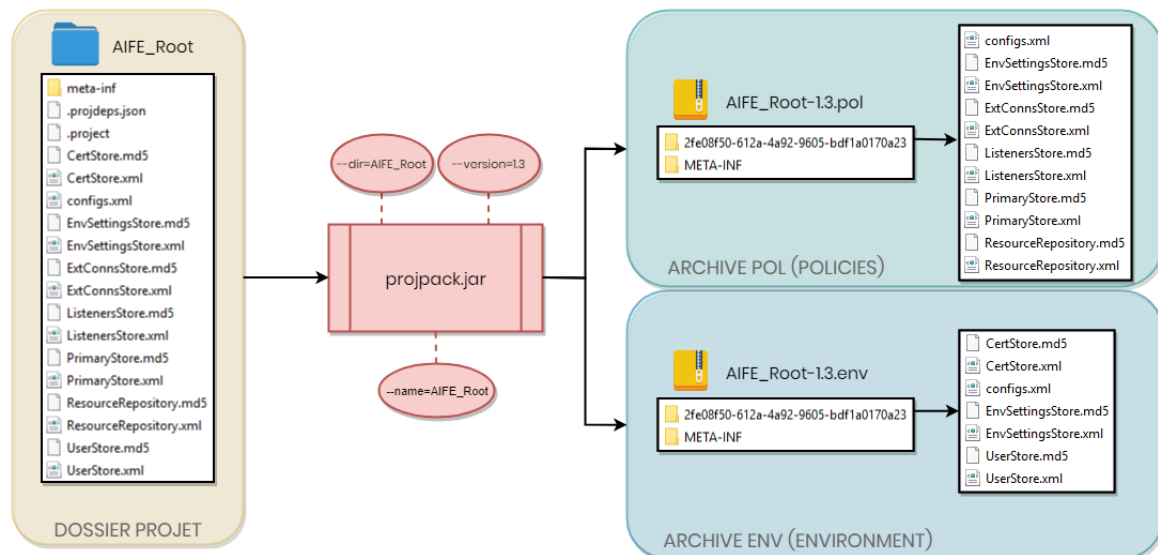 AIFE_Root
meta-inf
.projdeps.json
.project
CertStore.md5
CertStore.xml
configs.xml
EnvSettingsStore.md5
EnvSettingsStore.xml
ExtConnsStore.md5
ExtConnsStore.xml
ListenersStore.md5
ListenersStore.xml
PrimaryStore.md5
PrimaryStore.xml
ResourceRepository.md5
ResourceRepository.xml
UserStore.md5
UserStore.xml
DOSSIER PROJET
--dir=AIFE_Root
--version=1.3
projpack.jar
--name=AIFE_Root
AIFE_Root-1.3.pol
2fe08f50-612a-4a92-9605-bdf1a0170a23
META-INF
configs.xml
EnvSettingsStore.md5
EnvSettingsStore.xml
ExtConnsStore.md5
ExtConnsStore.xml
ListenersStore.md5
ListenersStore.xml
PrimaryStore.md5
PrimaryStore.xml
ResourceRepository.md5
ResourceRepository.xml
ARCHIVE POL (POLICIES)
AIFE_Root-1.3.env
2fe08f50-612a-4a92-9605-bdf1a0170a23
META-INF
CertStore.md5
CertStore.xml
configs.xml
EnvSettingsStore.md5
EnvSettingsStore.xml
UserStore.md5
UserStore.xml
ARCHIVE ENV (ENVIRONMENT)